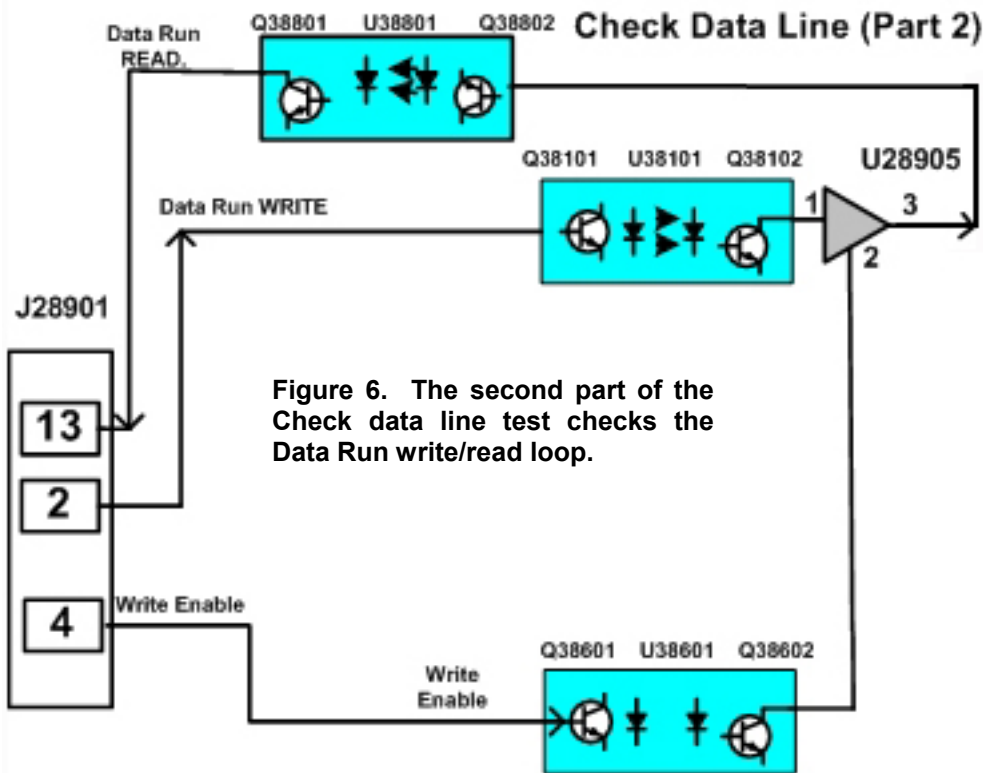 Check Data Line (Part 2)
Q38801 U38801 Q38802
Data Run
READ.
Q38101 U38101 Q38102
U28905
1
3
2
Data Run WRITE
J28901
13
2
4
Figure 6. The second part of the
Check data line test checks the
Data Run write/read loop.
Write Enable
Write
Enable
Q38601 U38601 Q38602